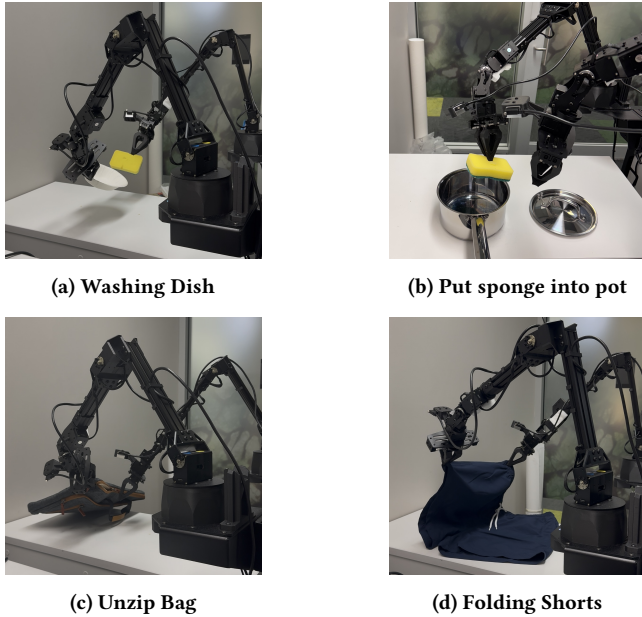 (a) Washing Dish
(b) Put sponge into pot
(c) Unzip Bag
(d) Folding Shorts